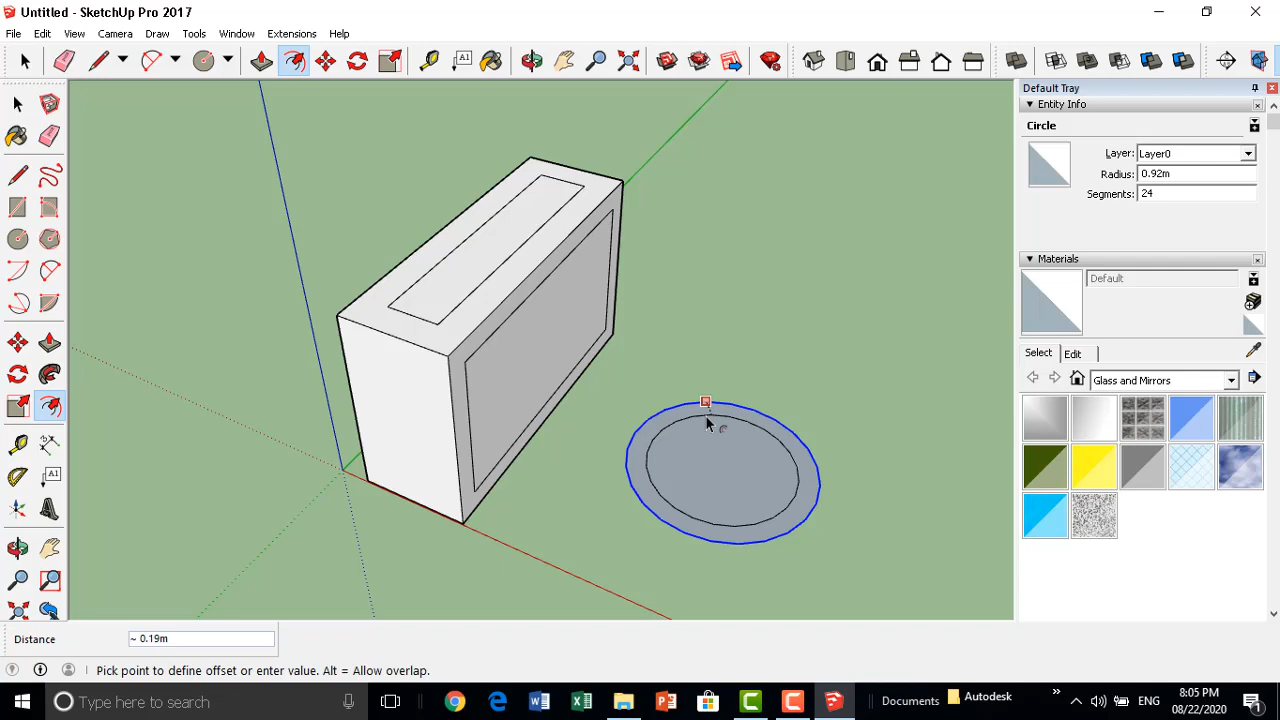 Untitled - SketchUp Pro 2017
File Edit View Camera Draw Tools Window Extensions Help
A1
Default Tray
Entity Info
Circle
Layer: Layer0
Radius: 0.92m
Segments: 24
Materials
Default
Select Edit
Glass and Mirrors
A1
Distance ~ 0.19m
Pick point to define offset or enter value. Alt = Allow overlap.
Type here to search
Documents
Autodesk
8:05 PM
08/22/2020
1